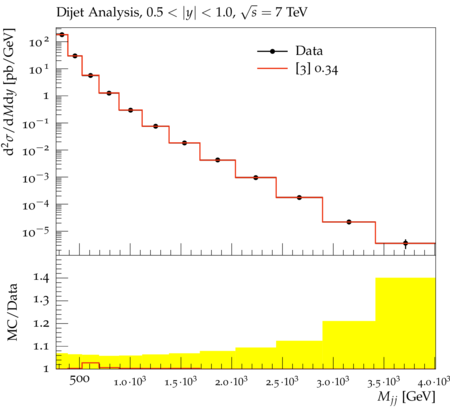 Dijet Analysis, 0.5 < |y| < 1.0, √s = 7 TeV
Data
[3] 0.34
d²σ/dMdy [pb/GeV]
10²
10¹
1
10⁻¹
10⁻²
10⁻³
10⁻⁴
10⁻⁵
MC/Data
1.4
1.3
1.2
1.1
1
500 1.0·10³ 1.5·10³ 2.0·10³ 2.5·10³ 3.0·10³ 3.5·10³ 4.0·10³
Mjj [GeV]